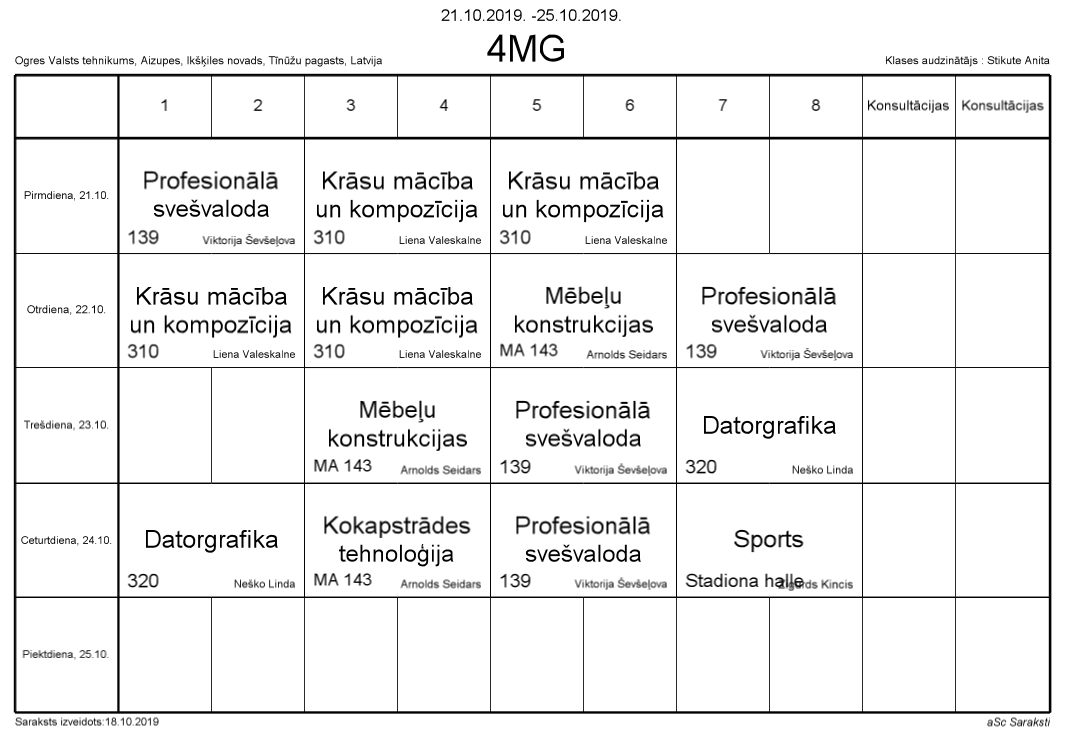 21.10.2019. -25.10.2019.
4MG
Ogres Valsts tehnikums, Aizupes, Ikšķiles novads, Tīnūžu pagasts, Latvija
Klases audzinātājs : Stikute Anita
1 2 3 4 5 6 7 8 Konsultācijas Konsultācijas
Pirmdiena, 21.10.
Profesionālā
svešvaloda
139 Viktorija Ševšeļova
Krāsu mācība
un kompozīcija
310 Liena Valeskalne
Krāsu mācība
un kompozīcija
310 Liena Valeskalne
Otrdiena, 22.10.
Krāsu mācība
un kompozīcija
310 Liena Valeskalne
Krāsu mācība
un kompozīcija
310 Liena Valeskalne
Mēbeļu
konstrukcijas
MA 143 Arnolds Seidars
Profesionālā
svešvaloda
139 Viktorija Ševšeļova
Trešdiena, 23.10.
Mēbeļu
konstrukcijas
MA 143 Arnolds Seidars
Profesionālā
svešvaloda
139 Viktorija Ševšeļova
Datorgrafika
320 Neško Linda
Ceturtdiena, 24.10.
Datorgrafika
320 Neško Linda
Kokapstrādes
tehnoloģija
MA 143 Arnolds Seidars
Profesionālā
svešvaloda
139 Viktorija Ševšeļova
Sports
Stadiona halle Zigurds Kincis
Piektdiena, 25.10.
Saraksts izveidots:18.10.2019
aSc Saraksti